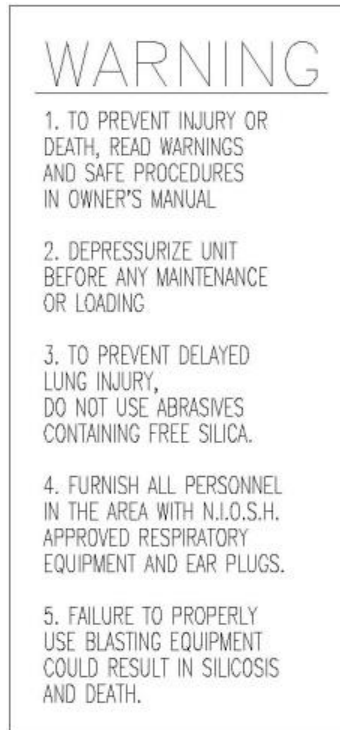 WARNING
1. TO PREVENT INJURY OR
DEATH, READ WARNINGS
AND SAFE PROCEDURES
IN OWNER'S MANUAL
2. DEPRESSURIZE UNIT
BEFORE ANY MAINTENANCE
OR LOADING
3. TO PREVENT DELAYED
LUNG INJURY,
DO NOT USE ABRASIVES
CONTAINING FREE SILICA.
4. FURNISH ALL PERSONNEL
IN THE AREA WITH N.I.O.S.H.
APPROVED RESPIRATORY
EQUIPMENT AND EAR PLUGS.
5. FAILURE TO PROPERLY
USE BLASTING EQUIPMENT
COULD RESULT IN SILICOSIS
AND DEATH.